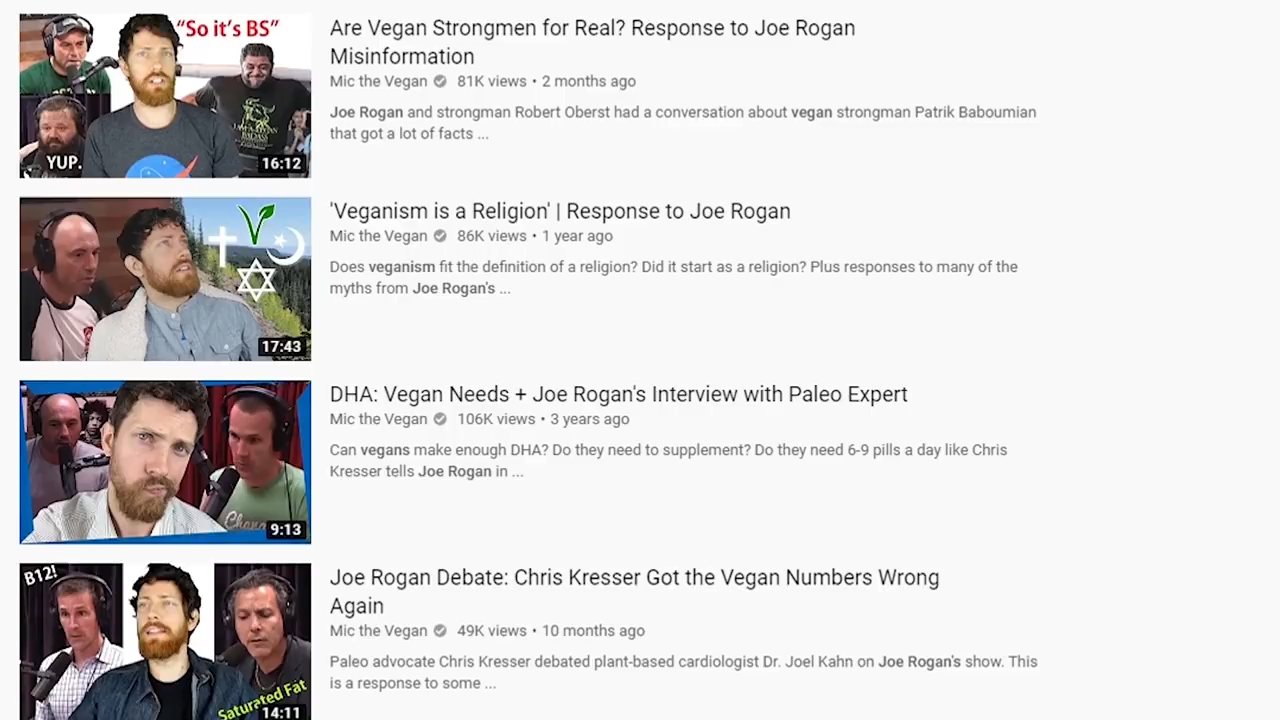 "So it's BS"
YUP.
16:12
Are Vegan Strongmen for Real? Response to Joe Rogan
Misinformation
Mic the Vegan 81K views • 2 months ago
Joe Rogan and strongman Robert Oberst had a conversation about vegan strongman Patrik Baboumian
that got a lot of facts ...
17:43
'Veganism is a Religion' | Response to Joe Rogan
Mic the Vegan 86K views • 1 year ago
Does veganism fit the definition of a religion? Did it start as a religion? Plus responses to many of the
myths from Joe Rogan's ...
9:13
DHA: Vegan Needs + Joe Rogan's Interview with Paleo Expert
Mic the Vegan 106K views • 3 years ago
Can vegans make enough DHA? Do they need to supplement? Do they need 6-9 pills a day like Chris
Kresser tells Joe Rogan in ...
B12!
Saturated Fat
14:11
Joe Rogan Debate: Chris Kresser Got the Vegan Numbers Wrong
Again
Mic the Vegan 49K views • 10 months ago
Paleo advocate Chris Kresser debated plant-based cardiologist Dr. Joel Kahn on Joe Rogan's show. This
is a response to some ...